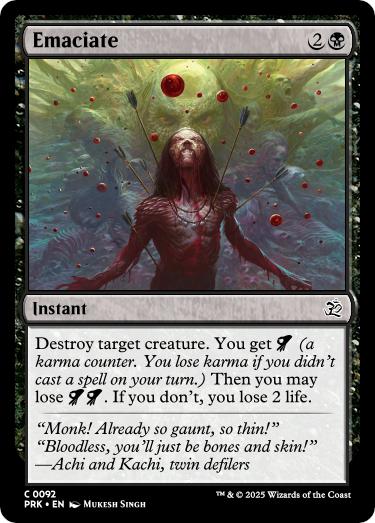 Emaciate 2
Instant
Destroy target creature. You get (a
karma counter. You lose karma if you didn't
cast a spell on your turn.) Then you may
lose . If you don't, you lose 2 life.
“Monk! Already so gaunt, so thin!”
“Bloodless, you'll just be bones and skin!”
—Achi and Kachi, twin defilers
C 0092
PRK • EN Mukesh Singh
™ & © 2025 Wizards of the Coast